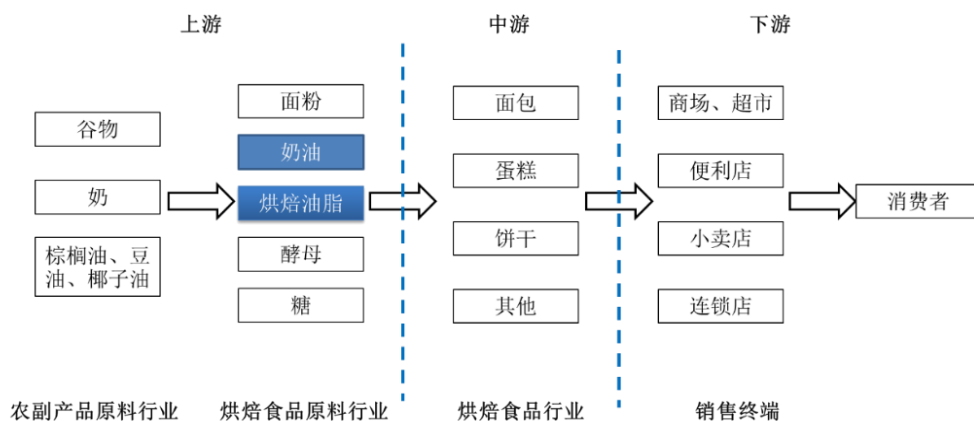 上游
中游
下游
谷物
奶
棕榈油、豆
油、椰子油
面粉
奶油
烘焙油脂
酵母
糖
面包
蛋糕
饼干
其他
商场、超市
便利店
小卖店
连锁店
消费者
农副产品原料行业
烘焙食品原料行业
烘焙食品行业
销售终端